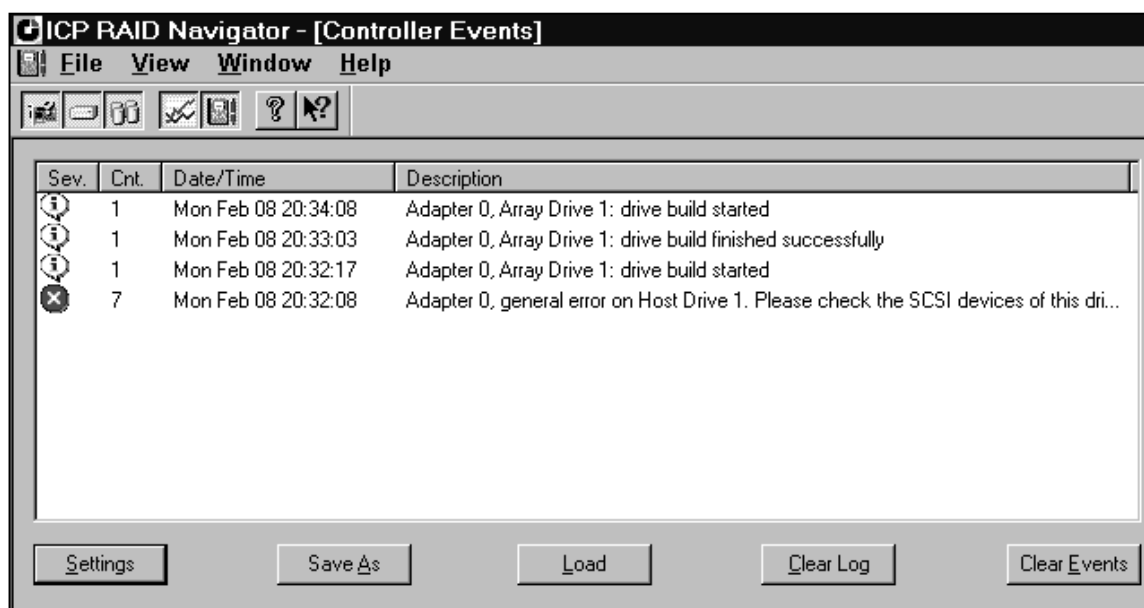 ICP RAID Navigator - [Controller Events]
File View Window Help
Sev. Cnt. Date/Time Description
1 Mon Feb 08 20:34:08 Adapter 0, Array Drive 1: drive build started
1 Mon Feb 08 20:33:03 Adapter 0, Array Drive 1: drive build finished successfully
1 Mon Feb 08 20:32:17 Adapter 0, Array Drive 1: drive build started
7 Mon Feb 08 20:32:08 Adapter 0, general error on Host Drive 1. Please check the SCSI devices of this dri...
Settings Save As Load Clear Log Clear Events